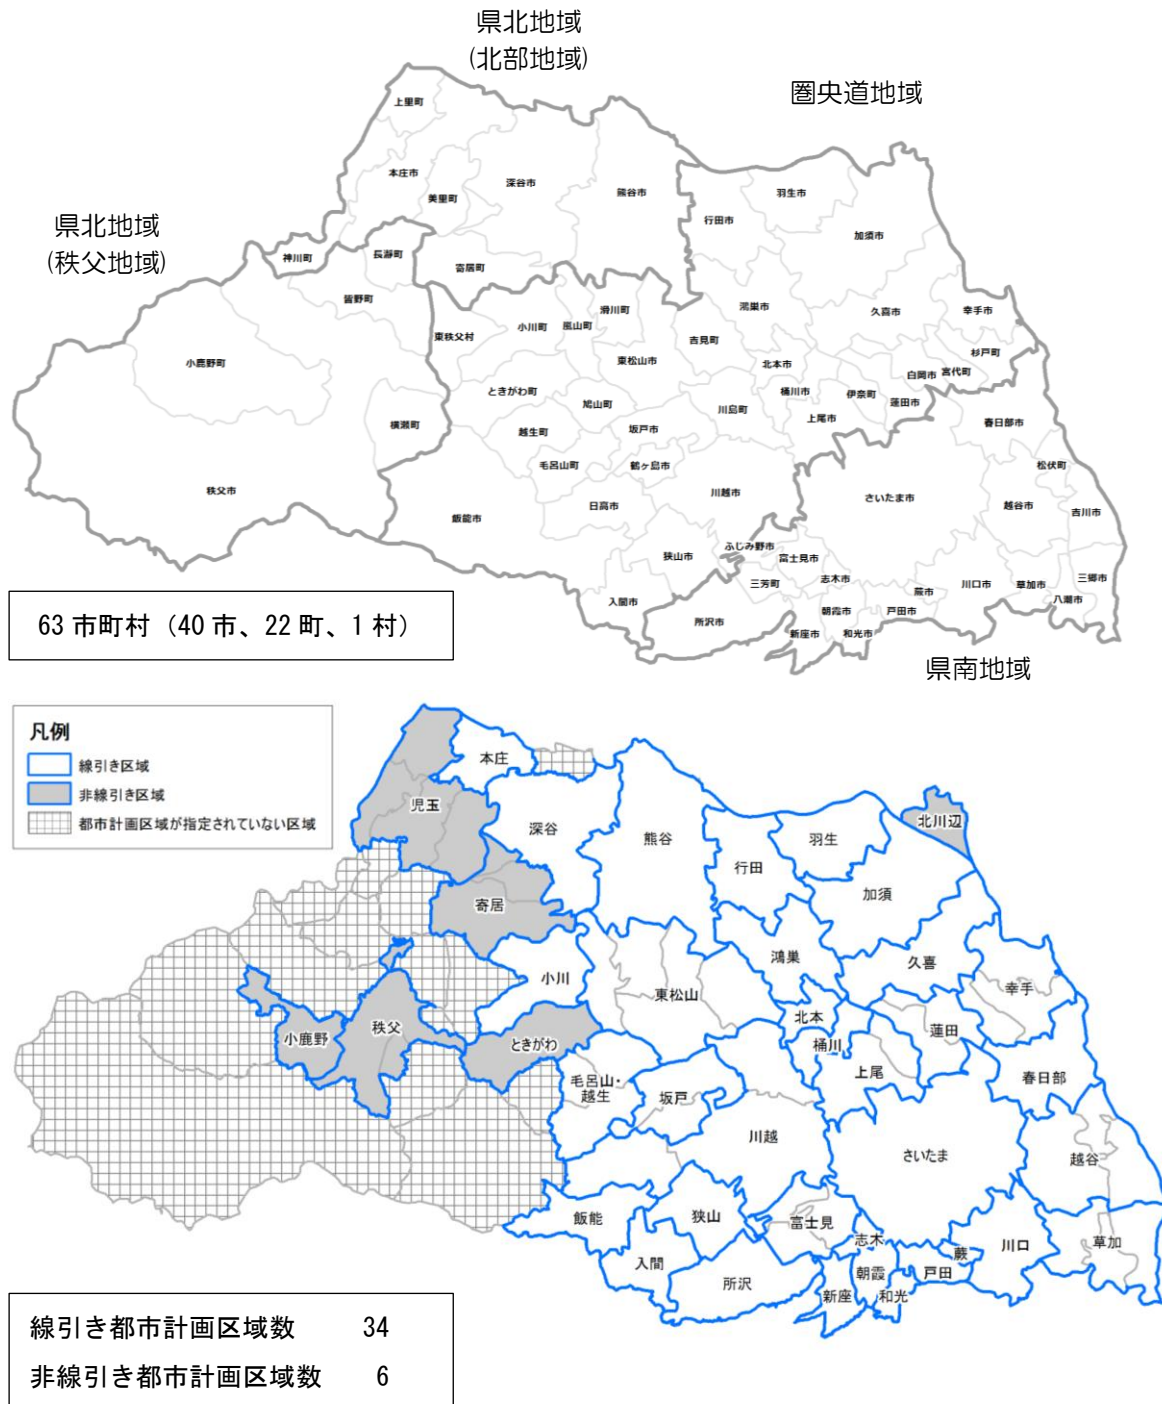 県北地域
(北部地域)
圏央道地域
県北地域
(秩父地域)
上里町
本庄市
美里町
深谷市
熊谷市
行田市
羽生市
加須市
神川町
長瀞町
寄居町
皆野町
小鹿野町
秩父市
横瀬町
東秩父村
小川町
嵐山町
滑川町
東松山市
吉見町
鴻巣市
久喜市
幸手市
杉戸町
宮代町
白岡市
蓮田市
伊奈町
北本市
桶川市
上尾市
川島町
ときがわ町
鳩山町
越生町
坂戸市
毛呂山町
鶴ヶ島市
日高市
川越市
飯能市
狭山市
入間市
所沢市
ふじみ野市
富士見市
三芳町
志木市
朝霞市
新座市
和光市
さいたま市
春日部市
松伏町
越谷市
吉川市
三郷市
八潮市
草加市
川口市
蕨市
戸田市
県南地域
63 市町村（40 市、22 町、1 村）
凡例
線引き区域
非線引き区域
都市計画区域が指定されていない区域
本庄
児玉
深谷
熊谷
行田
羽生
北川辺
加須
寄居
鴻巣
久喜
幸手
小川
東松山
北本
蓮田
桶川
上尾
小鹿野
秩父
ときがわ
毛呂山・
越生
坂戸
川越
春日部
さいたま
越谷
飯能
狭山
富士見
入間
所沢
志木
朝霞
新座
和光
戸田
蕨
川口
草加
線引き都市計画区域数 34
非線引き都市計画区域数 6